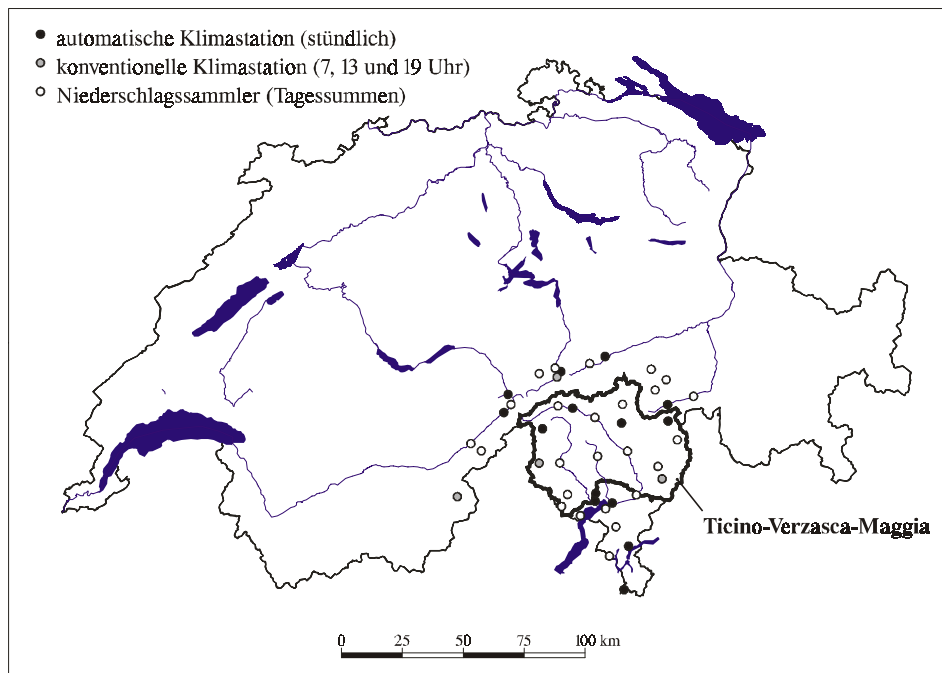 automatische Klimastation (stündlich)
konventionelle Klimastation (7, 13 und 19 Uhr)
Niederschlagssammler (Tagessummen)
Ticino-Verzasca-Maggia
0 25 50 75 100 km